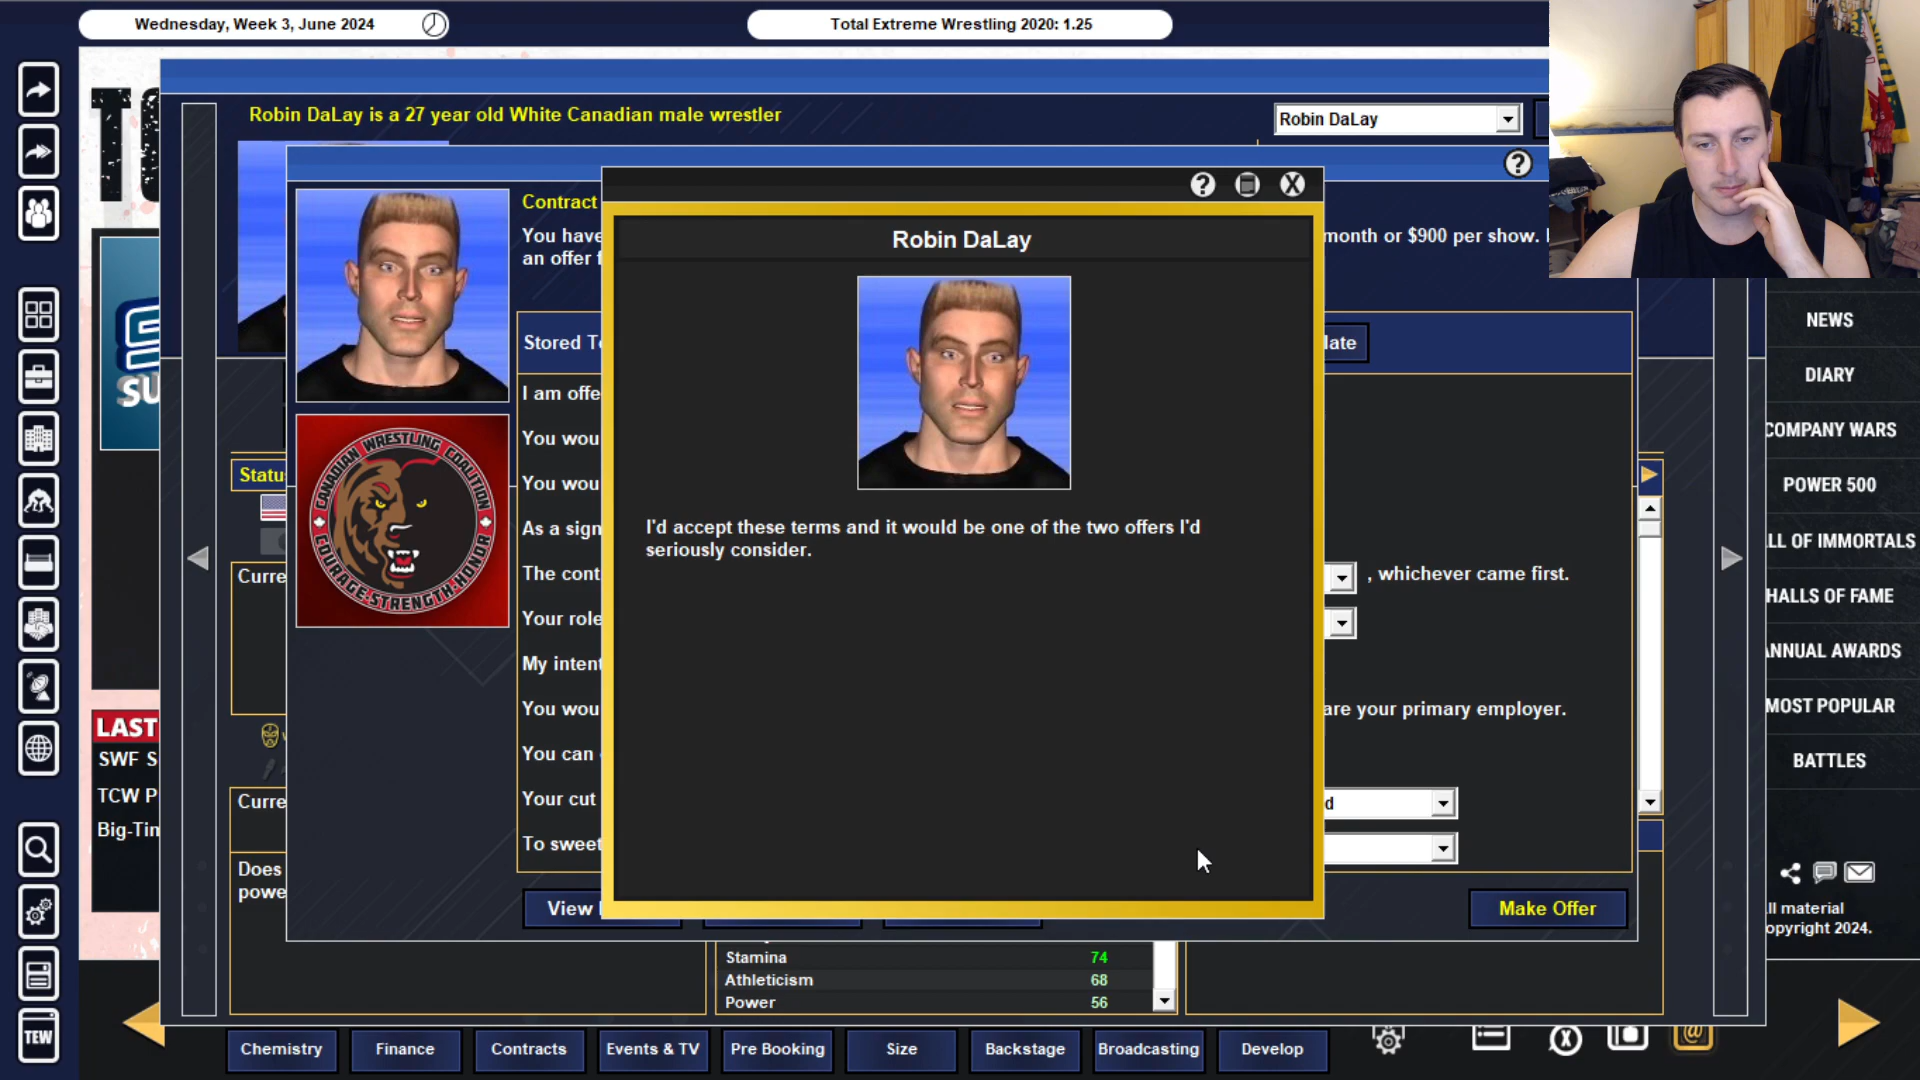 Wednesday, Week 3, June 2024
Total Extreme Wrestling 2020: 1.25
Robin DaLay is a 27 year old White Canadian male wrestler
Robin DaLay
Contract
You have
month or $900 per show.
an offer
Robin DaLay
Stored
I am offe
You wou
You wou
As a sign
The cont
, whichever came first.
Your role
My intent
You wou
are your primary employer.
You can
Your cut
To sweet
I'd accept these terms and it would be one of the two offers I'd
seriously consider.
CANADIAN WRESTLING COALITION
COURAGE·STRENGTH·HONOR
SU
Statu
Curre
Curre
Does
powe
LAST
SWF S
TCW P
Big-Tin
View
Make Offer
Stamina 74
Athleticism 68
Power 56
NEWS
DIARY
COMPANY WARS
POWER 500
LL OF IMMORTALS
HALLS OF FAME
ANNUAL AWARDS
MOST POPULAR
BATTLES
ll material
opyright 2024.
TEW
Chemistry
Finance
Contracts
Events & TV
Pre Booking
Size
Backstage
Broadcasting
Develop